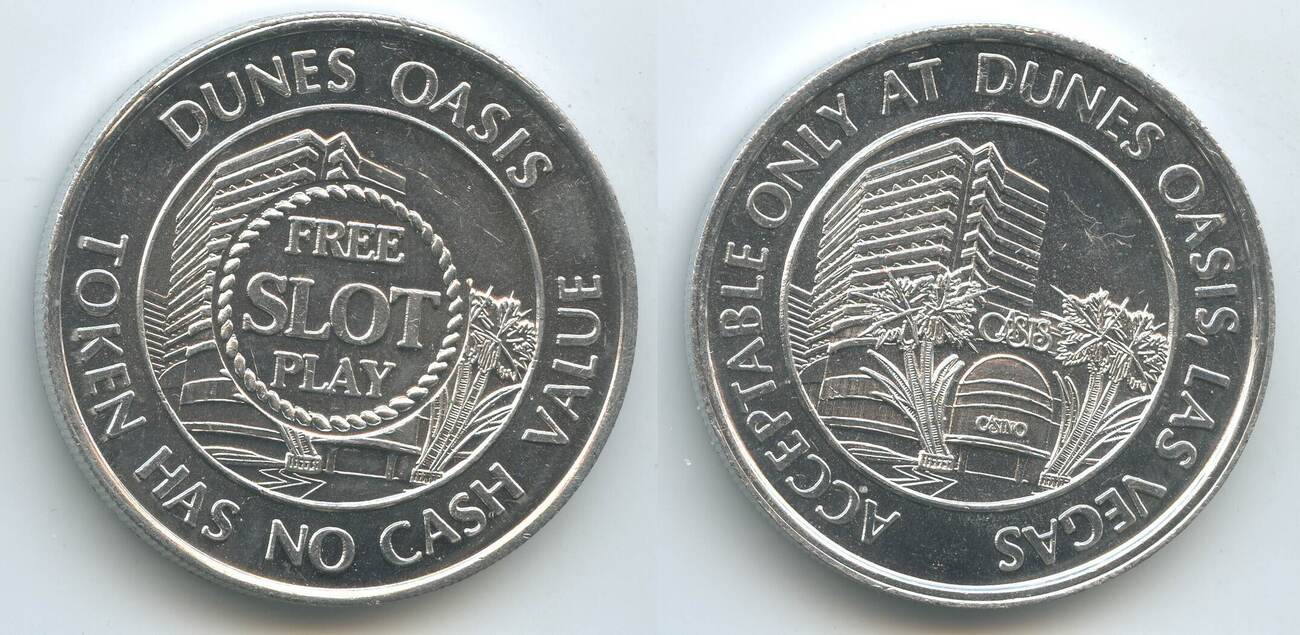 DUNES OASIS
TOKEN HAS NO CASH VALUE
FREE
SLOT
PLAY
ACCEPTABLE ONLY AT DUNES OASIS, LAS VEGAS
OASIS
CASINO